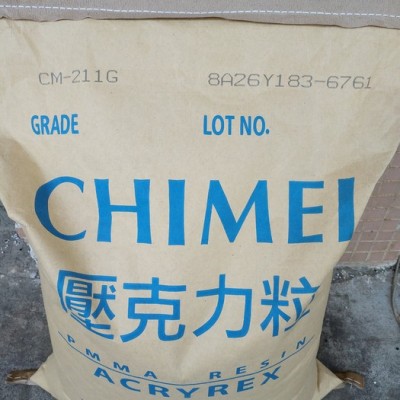 CM-211G 8A26Y183-6761
GRADE LOT NO.
CHIMEI
壓克力粒
PMMA RESIN
ACRYREX